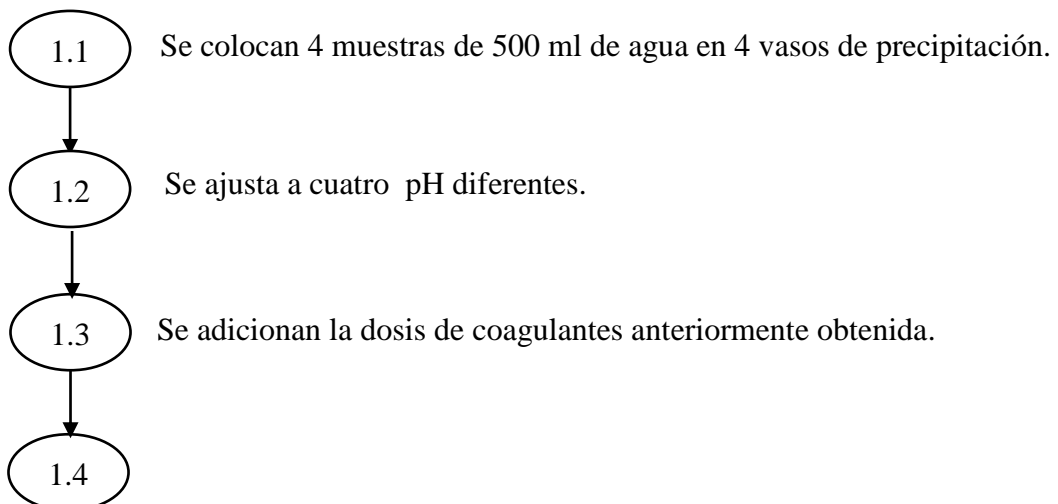 1.1 Se colocan 4 muestras de 500 ml de agua en 4 vasos de precipitación.
1.2 Se ajusta a cuatro pH diferentes.
1.3 Se adicionan la dosis de coagulantes anteriormente obtenida.
1.4